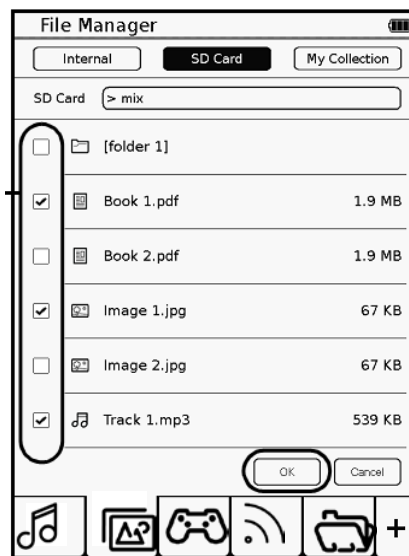 File Manager
Internal SD Card My Collection
SD Card > mix
[folder 1]
Book 1.pdf 1.9 MB
Book 2.pdf 1.9 MB
Image 1.jpg 67 KB
Image 2.jpg 67 KB
Track 1.mp3 539 KB
OK Cancel
+